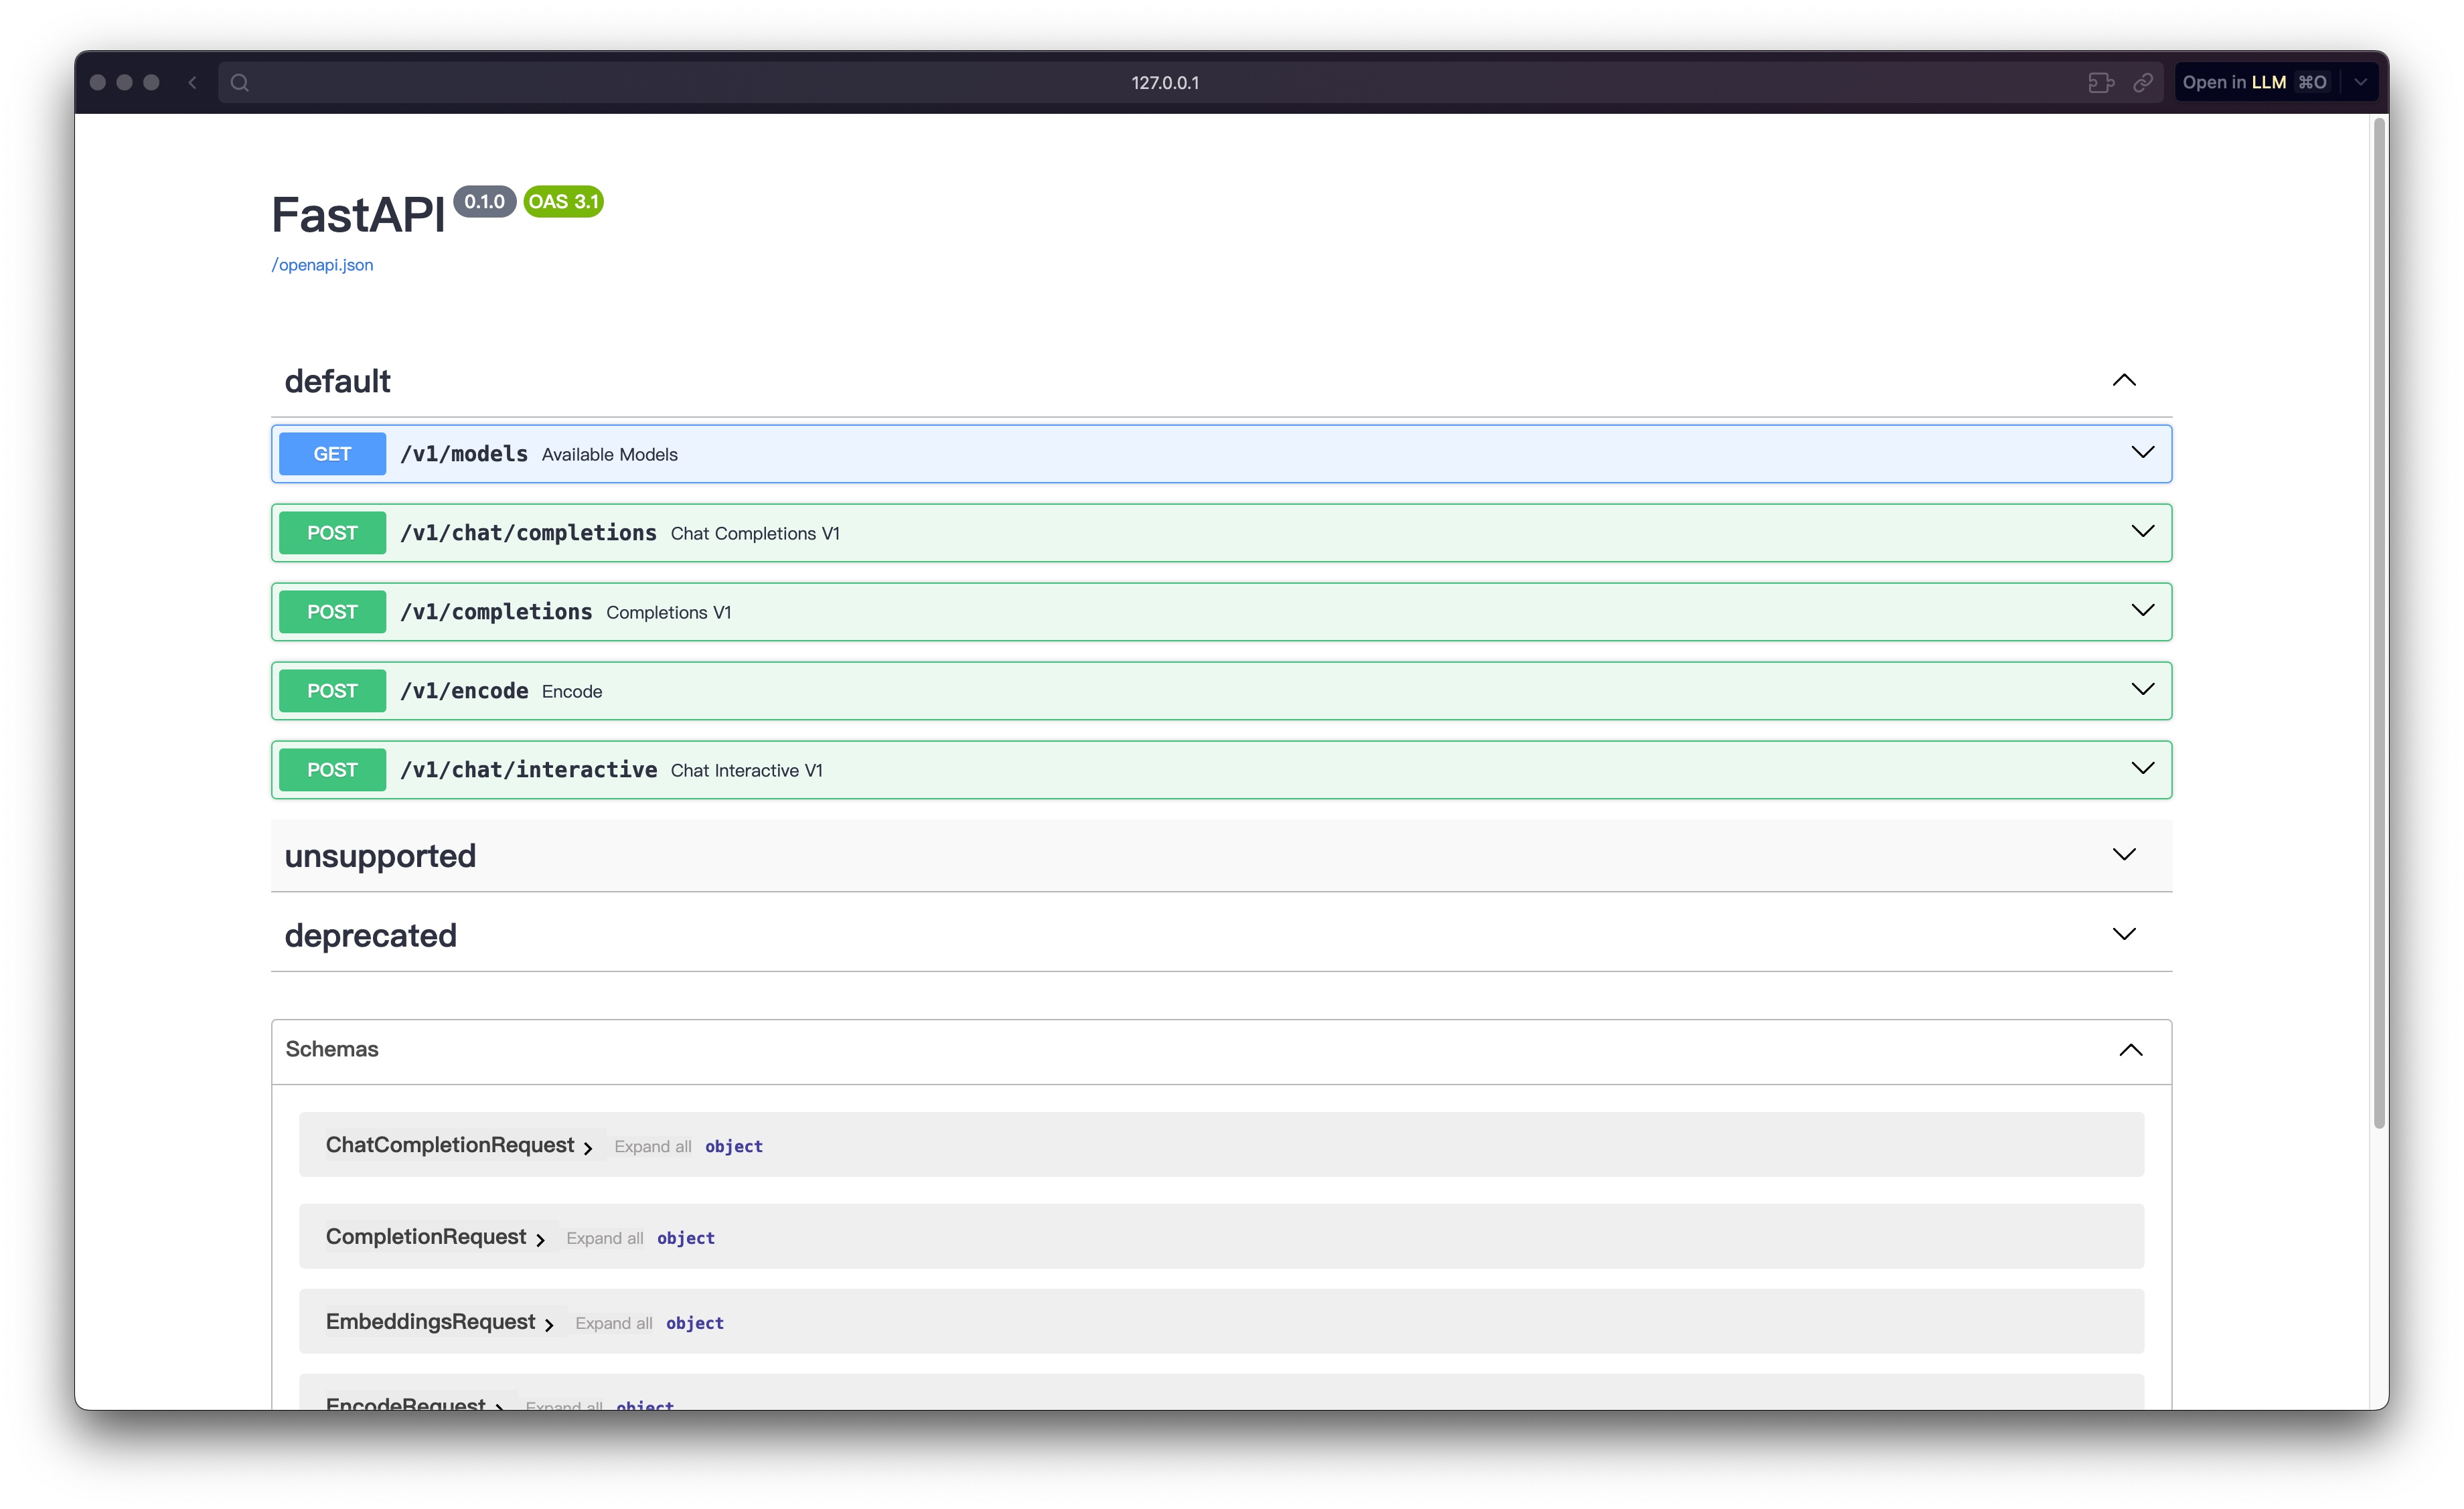 127.0.0.1
Open in LLM ⌘O
FastAPI 0.1.0 OAS 3.1
/openapi.json
default
GET /v1/models Available Models
POST /v1/chat/completions Chat Completions V1
POST /v1/completions Completions V1
POST /v1/encode Encode
POST /v1/chat/interactive Chat Interactive V1
unsupported
deprecated
Schemas
ChatCompletionRequest Expand all object
CompletionRequest Expand all object
EmbeddingsRequest Expand all object
EncodeRequest Expand all object